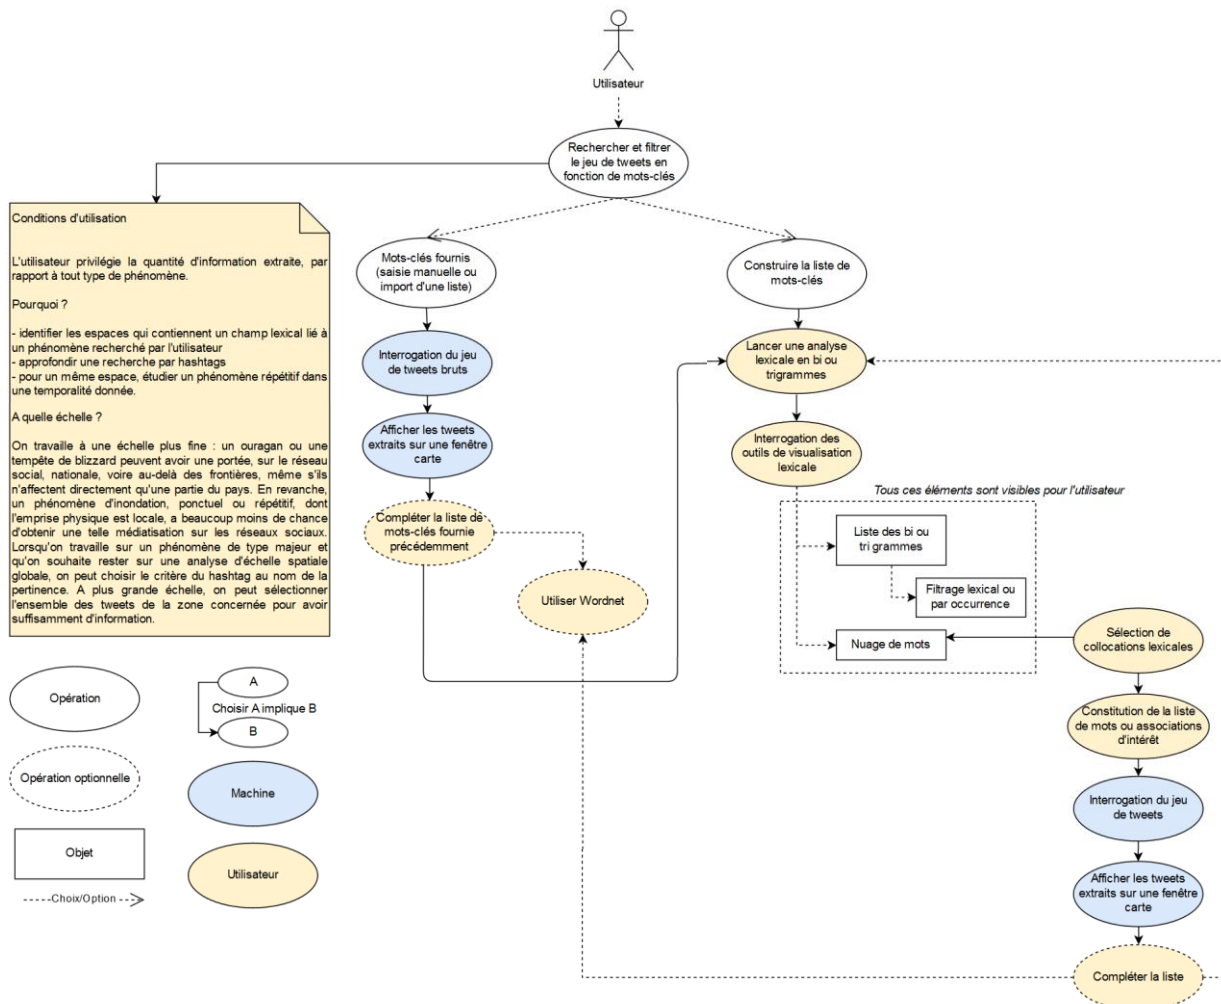 Utilisateur
Rechercher et filtrer
le jeu de tweets en
fonction de mots-clés
Conditions d'utilisation
L'utilisateur privilégie la quantité d'information extraite, par
rapport à tout type de phénomène.
Pourquoi ?
- identifier les espaces qui contiennent un champ lexical lié à
un phénomène recherché par l'utilisateur
- approfondir une recherche par hashtags
- pour un même espace, étudier un phénomène répétitif dans
une temporalité donnée.
A quelle échelle ?
On travaille à une échelle plus fine : un ouragan ou une
tempête de blizzard peuvent avoir une portée, sur le réseau
social, nationale, voire au-delà des frontières, même s'ils
n'affectent directement qu'une partie du pays. En revanche,
un phénomène d'inondation, ponctuel ou répétitif, dont
l'emprise physique est locale, a beaucoup moins de chance
d'obtenir une telle médiatisation sur les réseaux sociaux.
Lorsqu'on travaille sur un phénomène de type majeur et
qu'on souhaite rester sur une analyse d'échelle spatiale
globale, on peut choisir le critère du hashtag au nom de la
pertinence. A plus grande échelle, on peut sélectionner
l'ensemble des tweets de la zone concernée pour avoir
suffisamment d'information.
Mots-clés fournis
(saisie manuelle ou
import d'une liste)
Interrogation du jeu
de tweets bruts
Afficher les tweets
extraits sur une fenêtre
carte
Compléter la liste de
mots-clés fournie
précédemment
Utiliser Wordnet
Construire la liste de
mots-clés
Lancer une analyse
lexicale en bi ou
trigrammes
Interrogation des
outils de visualisation
lexicale
Tous ces éléments sont visibles pour l'utilisateur
Liste des bi ou
tri grammes
Filtrage lexical ou
par occurrence
Nuage de mots
Sélection de
collocations lexicales
Constitution de la liste
de mots ou associations
d'intérêt
Interrogation du jeu
de tweets
Afficher les tweets
extraits sur une fenêtre
carte
Compléter la liste
Opération
A
Choisir A implique B
B
Opération optionnelle
Machine
Objet
Utilisateur
Choix/Option